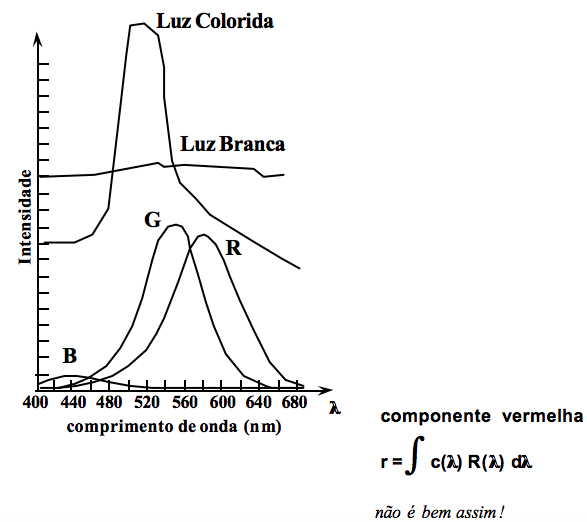 Luz Colorida
Luz Branca
Intensidade
G
R
B
400 440 480 520 560 600 640 680 λ
comprimento de onda (nm)
componente vermelha
r = ∫ c(λ) R(λ) dλ
não é bem assim!